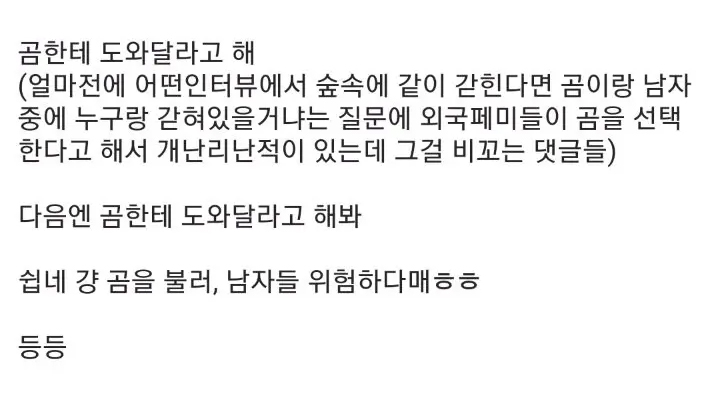 곰한테 도와달라고 해
(얼마전에 어떤인터뷰에서 숲속에 같이 갇힌다면 곰이랑 남자
중에 누구랑 갇혀있을거냐는 질문에 외국페미들이 곰을 선택
한다고 해서 개난리난적이 있는데 그걸 비꼬는 댓글들)
다음엔 곰한테 도와달라고 해봐
쉽네 걍 곰을 불러, 남자들 위험하다매ㅎㅎ
등등